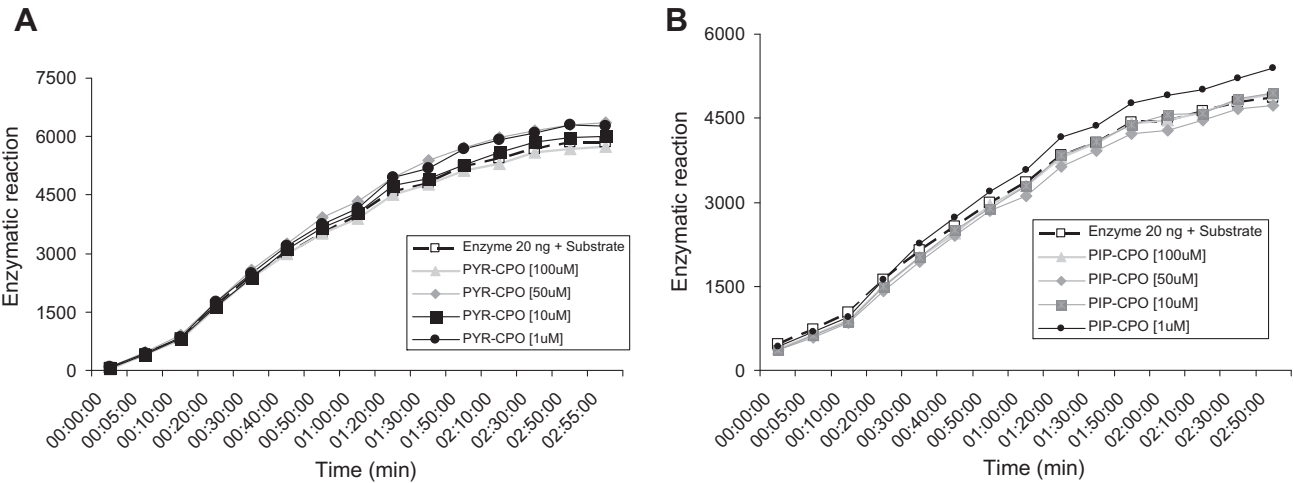 A
Enzymatic reaction
7500
6000
4500
3000
1500
0
Enzyme 20 ng + Substrate
PYR-CPO [100uM]
PYR-CPO [50uM]
PYR-CPO [10uM]
PYR-CPO [1uM]
00:00:00
00:05:00
00:10:00
00:20:00
00:30:00
00:40:00
00:50:00
01:00:00
01:20:00
01:30:00
01:50:00
02:10:00
02:30:00
02:50:00
02:55:00
Time (min)
B
Enzymatic reaction
6000
4500
3000
1500
0
Enzyme 20 ng + Substrate
PIP-CPO [100uM]
PIP-CPO [50uM]
PIP-CPO [10uM]
PIP-CPO [1uM]
00:00:00
00:05:00
00:10:00
00:20:00
00:30:00
00:40:00
00:50:00
01:00:00
01:20:00
01:30:00
01:50:00
02:00:00
02:10:00
02:30:00
02:50:00
Time (min)